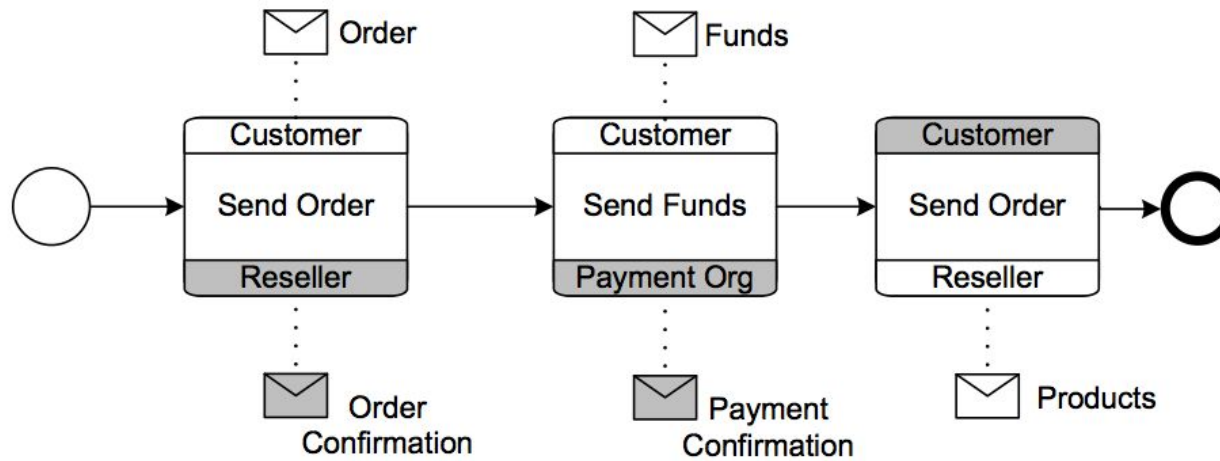 Order
Funds
Customer
Customer
Customer
Send Order
Send Funds
Send Order
Reseller
Payment Org
Reseller
Order
Confirmation
Payment
Confirmation
Products